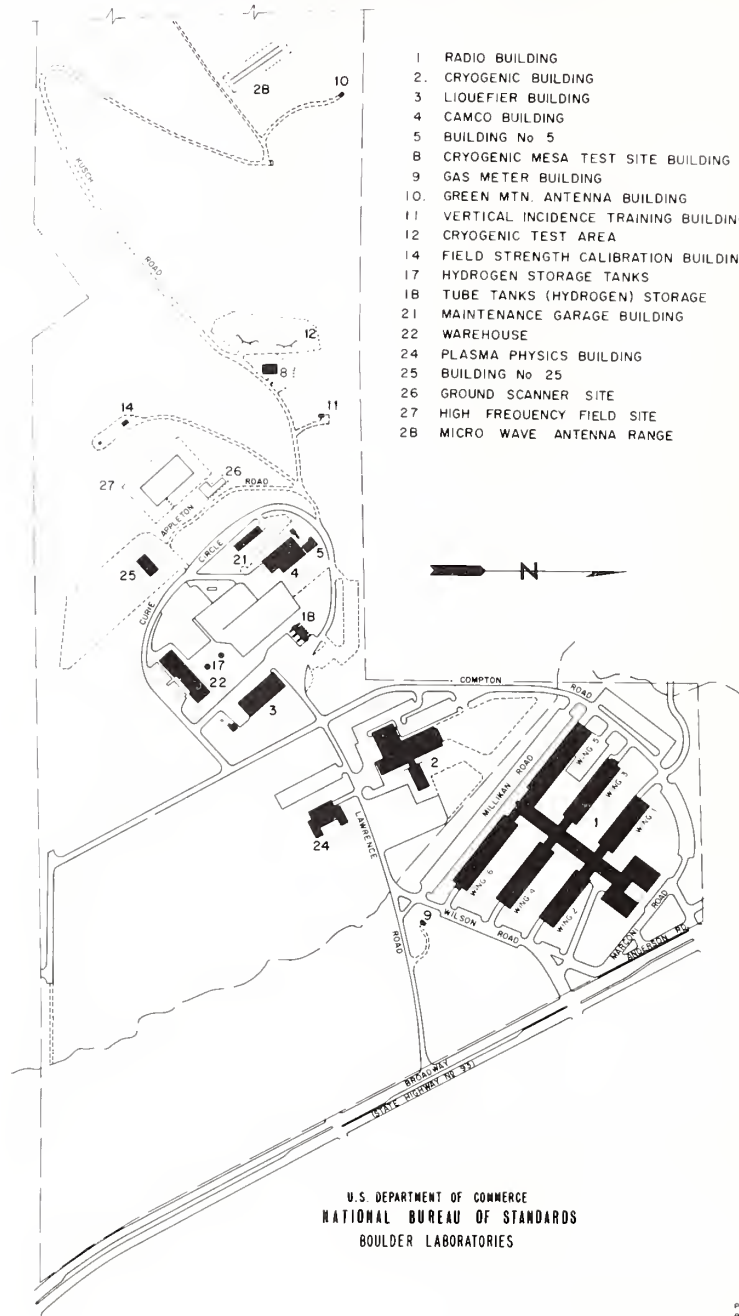 1 RADIO BUILDING
2. CRYOGENIC BUILDING
3 LIQUEFIER BUILDING
4 CAMCO BUILDING
5 BUILDING No 5
8 CRYOGENIC MESA TEST SITE BUILDING
9 GAS METER BUILDING
10. GREEN MTN. ANTENNA BUILDING
11 VERTICAL INCIDENCE TRAINING BUILDIN
12 CRYOGENIC TEST AREA
14 FIELD STRENGTH CALIBRATION BUILDIN
17 HYDROGEN STORAGE TANKS
18 TUBE TANKS (HYDROGEN) STORAGE
21 MAINTENANCE GARAGE BUILDING
22 WAREHOUSE
24 PLASMA PHYSICS BUILDING
25 BUILDING No 25
26 GROUND SCANNER SITE
27 HIGH FREQUENCY FIELD SITE
28 MICRO WAVE ANTENNA RANGE
10
28
KUSCH
ROAD
12
8
11
14
26
27
APPLETON
ROAD
CURIE
CIRCLE
21
5
4
25
18
17
22
3
N
COMPTON
ROAD
2
24
MILLIKAN ROAD
WING 5
WING 3
WING 1
1
WING 6
WING 4
WING 2
LAWRENCE
ROAD
9
WILSON
ROAD
MARCONI
ROAD
ANDERSON RD.
BROADWAY
(STATE HIGHWAY No 93)
U.S. DEPARTMENT OF COMMERCE
NATIONAL BUREAU OF STANDARDS
BOULDER LABORATORIES